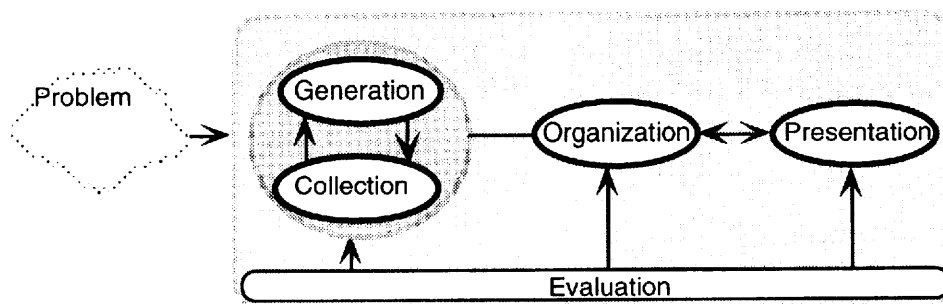 Problem
Generation
Collection
Organization
Presentation
Evaluation